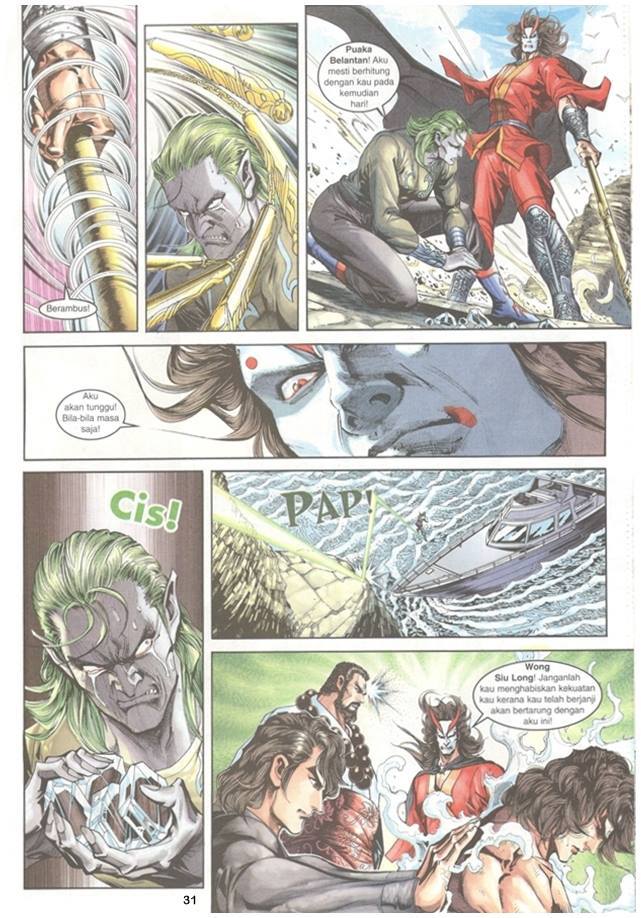 Berambus!
Puaka
Belantan! Aku
mesti berhitung
dengan kau pada
kemudian
hari!
Aku
akan tunggu!
Bila-bila masa
saja!
Cis!
PAP!
Wong
Siu Long! Janganlah
kau menghabiskan kekuatan
kau kerana kau telah berjanji
akan bertarung dengan
aku ini!
31